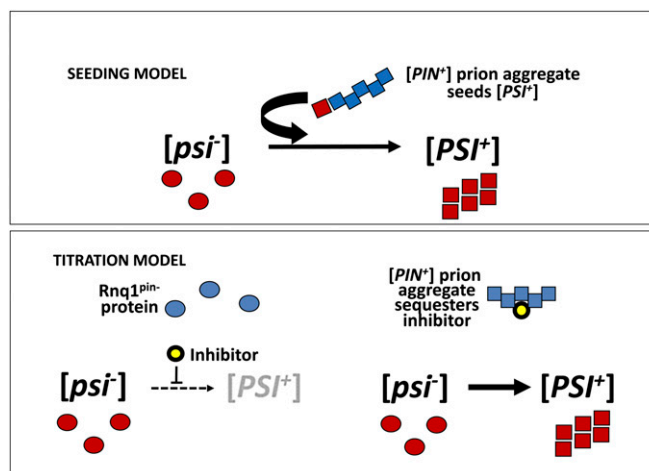 SEEDING MODEL
[PIN⁺] prion aggregate
seeds [PSI⁺]
[psi⁻]
[PSI⁺]
TITRATION MODEL
Rnq1ᵖⁱⁿ⁻
protein
Inhibitor
[psi⁻]
[PSI⁺]
[PIN⁺] prion
aggregate
sequesters
inhibitor
[psi⁻]
[PSI⁺]